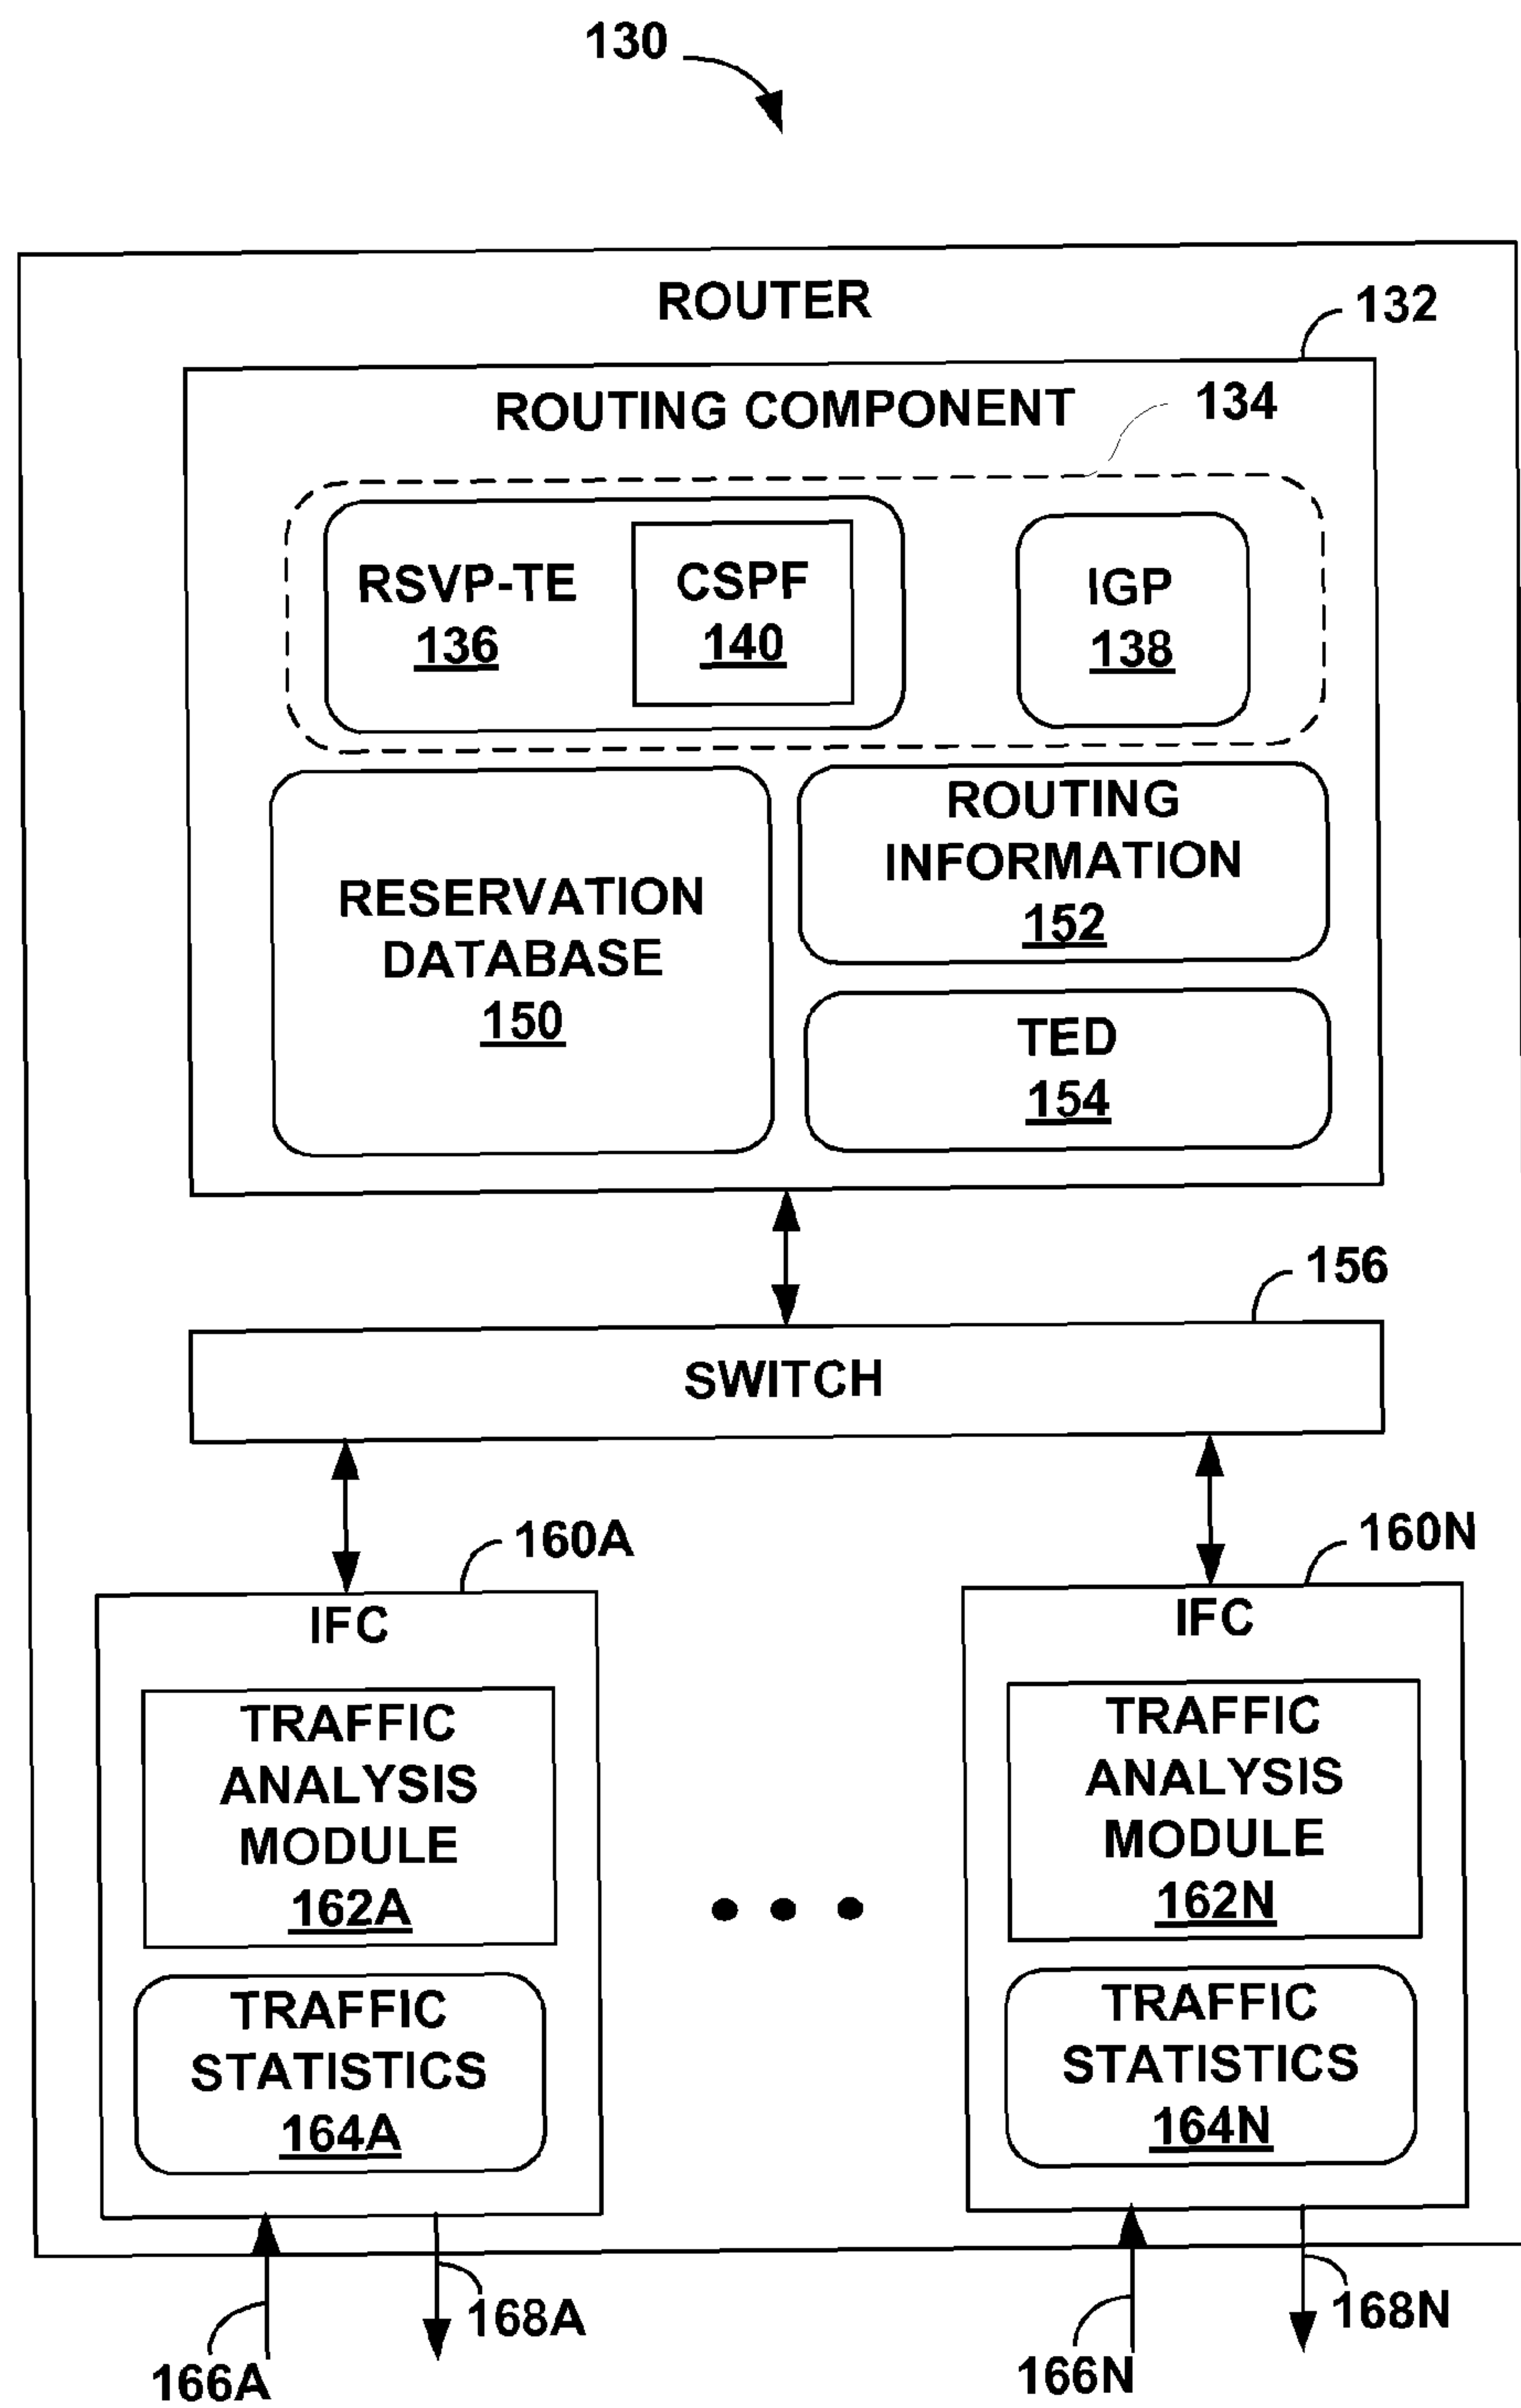 130
ROUTER
132
ROUTING COMPONENT
134
RSVP-TE
136
CSPF
140
IGP
138
RESERVATION
DATABASE
150
ROUTING
INFORMATION
152
TED
154
156
SWITCH
160A
160N
IFC
TRAFFIC
ANALYSIS
MODULE
162A
TRAFFIC
STATISTICS
164A
IFC
TRAFFIC
ANALYSIS
MODULE
162N
TRAFFIC
STATISTICS
164N
166A
168A
166N
168N